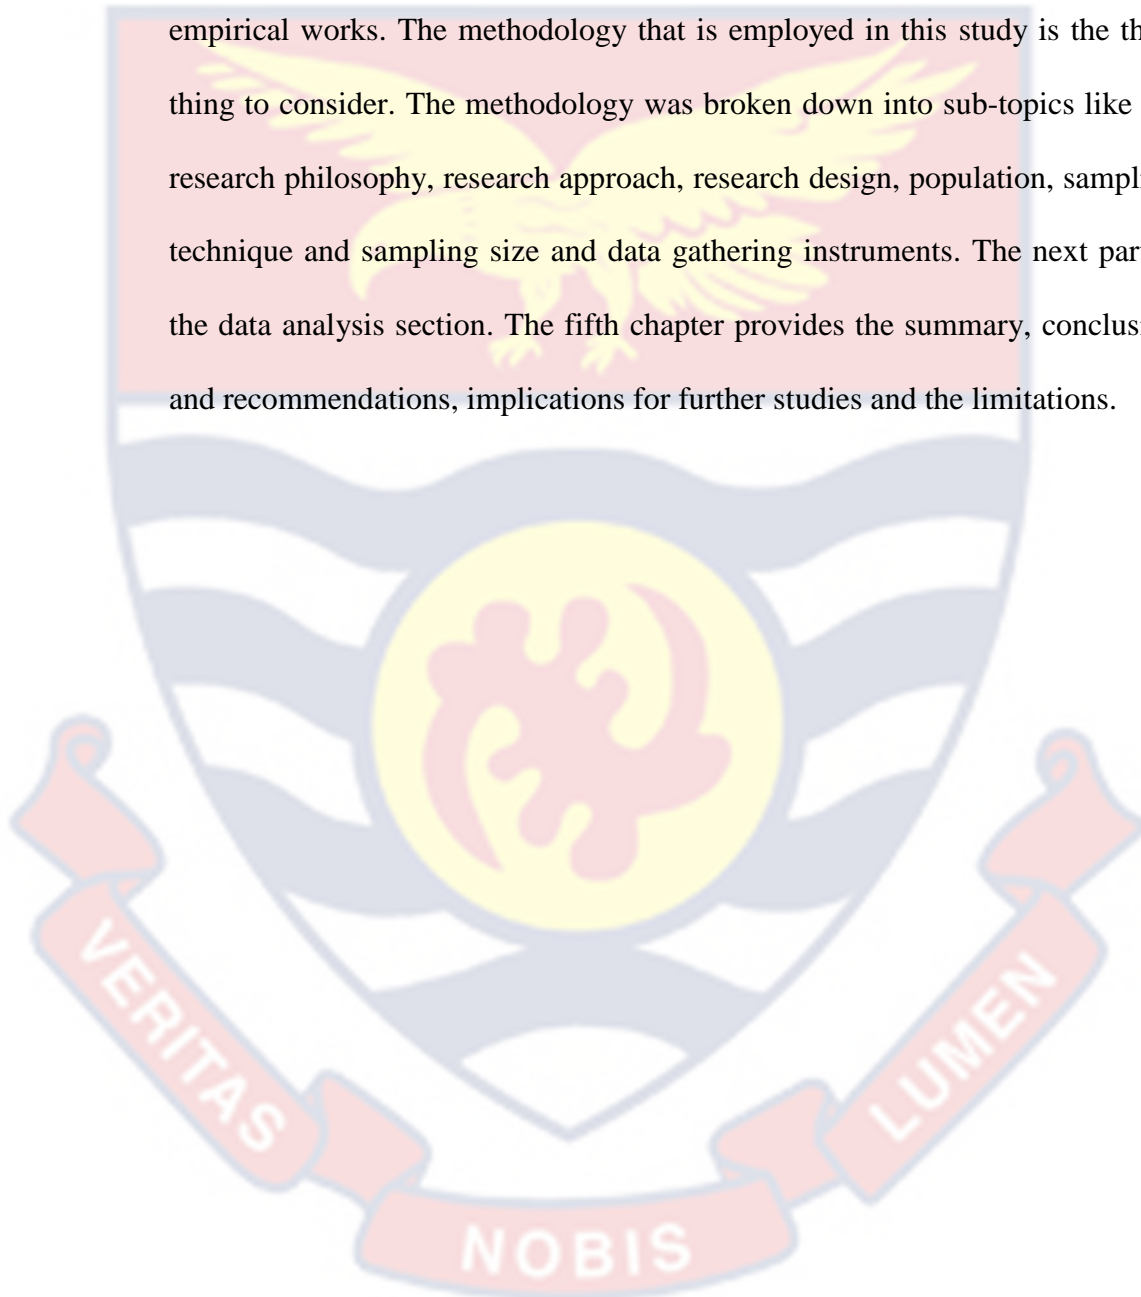 empirical works. The methodology that is employed in this study is the th
thing to consider. The methodology was broken down into sub-topics like
research philosophy, research approach, research design, population, sampli
technique and sampling size and data gathering instruments. The next par
the data analysis section. The fifth chapter provides the summary, conclus
and recommendations, implications for further studies and the limitations.
VERITAS
NOBIS
LUMEN